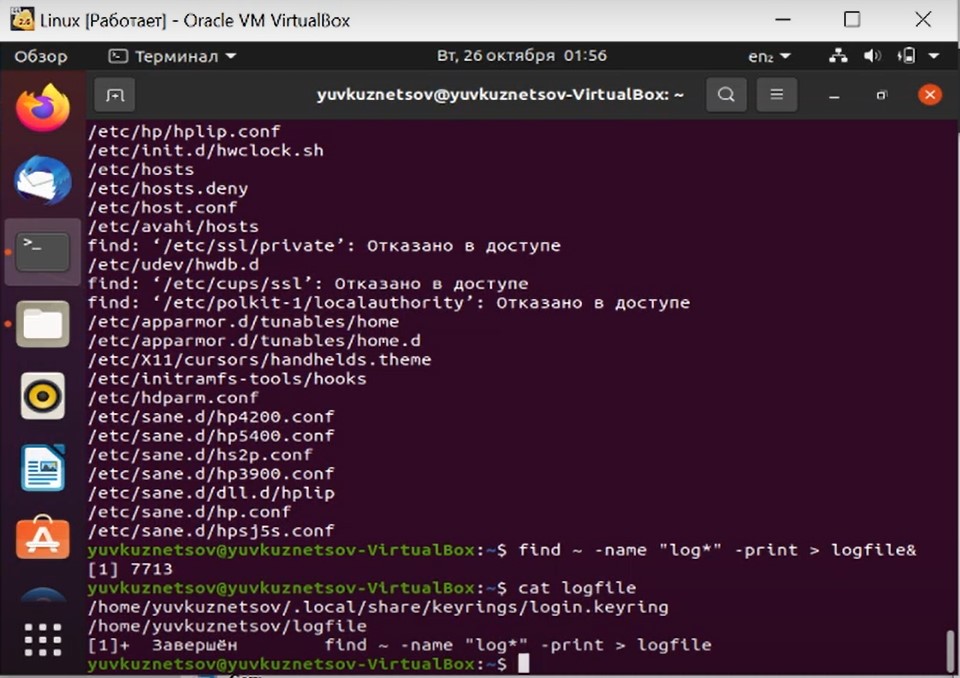 Linux [Работает] - Oracle VM VirtualBox
Обзор Терминал Вт, 26 октября 01:56 en₂
yuvkuznetsov@yuvkuznetsov-VirtualBox: ~
/etc/hp/hplip.conf
/etc/init.d/hwclock.sh
/etc/hosts
/etc/hosts.deny
/etc/host.conf
/etc/avahi/hosts
find: ‘/etc/ssl/private’: Отказано в доступе
/etc/udev/hwdb.d
find: ‘/etc/cups/ssl’: Отказано в доступе
find: ‘/etc/polkit-1/localauthority’: Отказано в доступе
/etc/apparmor.d/tunables/home
/etc/apparmor.d/tunables/home.d
/etc/X11/cursors/handhelds.theme
/etc/initramfs-tools/hooks
/etc/hdparm.conf
/etc/sane.d/hp4200.conf
/etc/sane.d/hp5400.conf
/etc/sane.d/hs2p.conf
/etc/sane.d/hp3900.conf
/etc/sane.d/dll.d/hplip
/etc/sane.d/hp.conf
/etc/sane.d/hpsj5s.conf
yuvkuznetsov@yuvkuznetsov-VirtualBox:~$ find ~ -name "log*" -print > logfile&
[1] 7713
yuvkuznetsov@yuvkuznetsov-VirtualBox:~$ cat logfile
/home/yuvkuznetsov/.local/share/keyrings/login.keyring
/home/yuvkuznetsov/logfile
[1]+  Завершён        find ~ -name "log*" -print > logfile
yuvkuznetsov@yuvkuznetsov-VirtualBox:~$